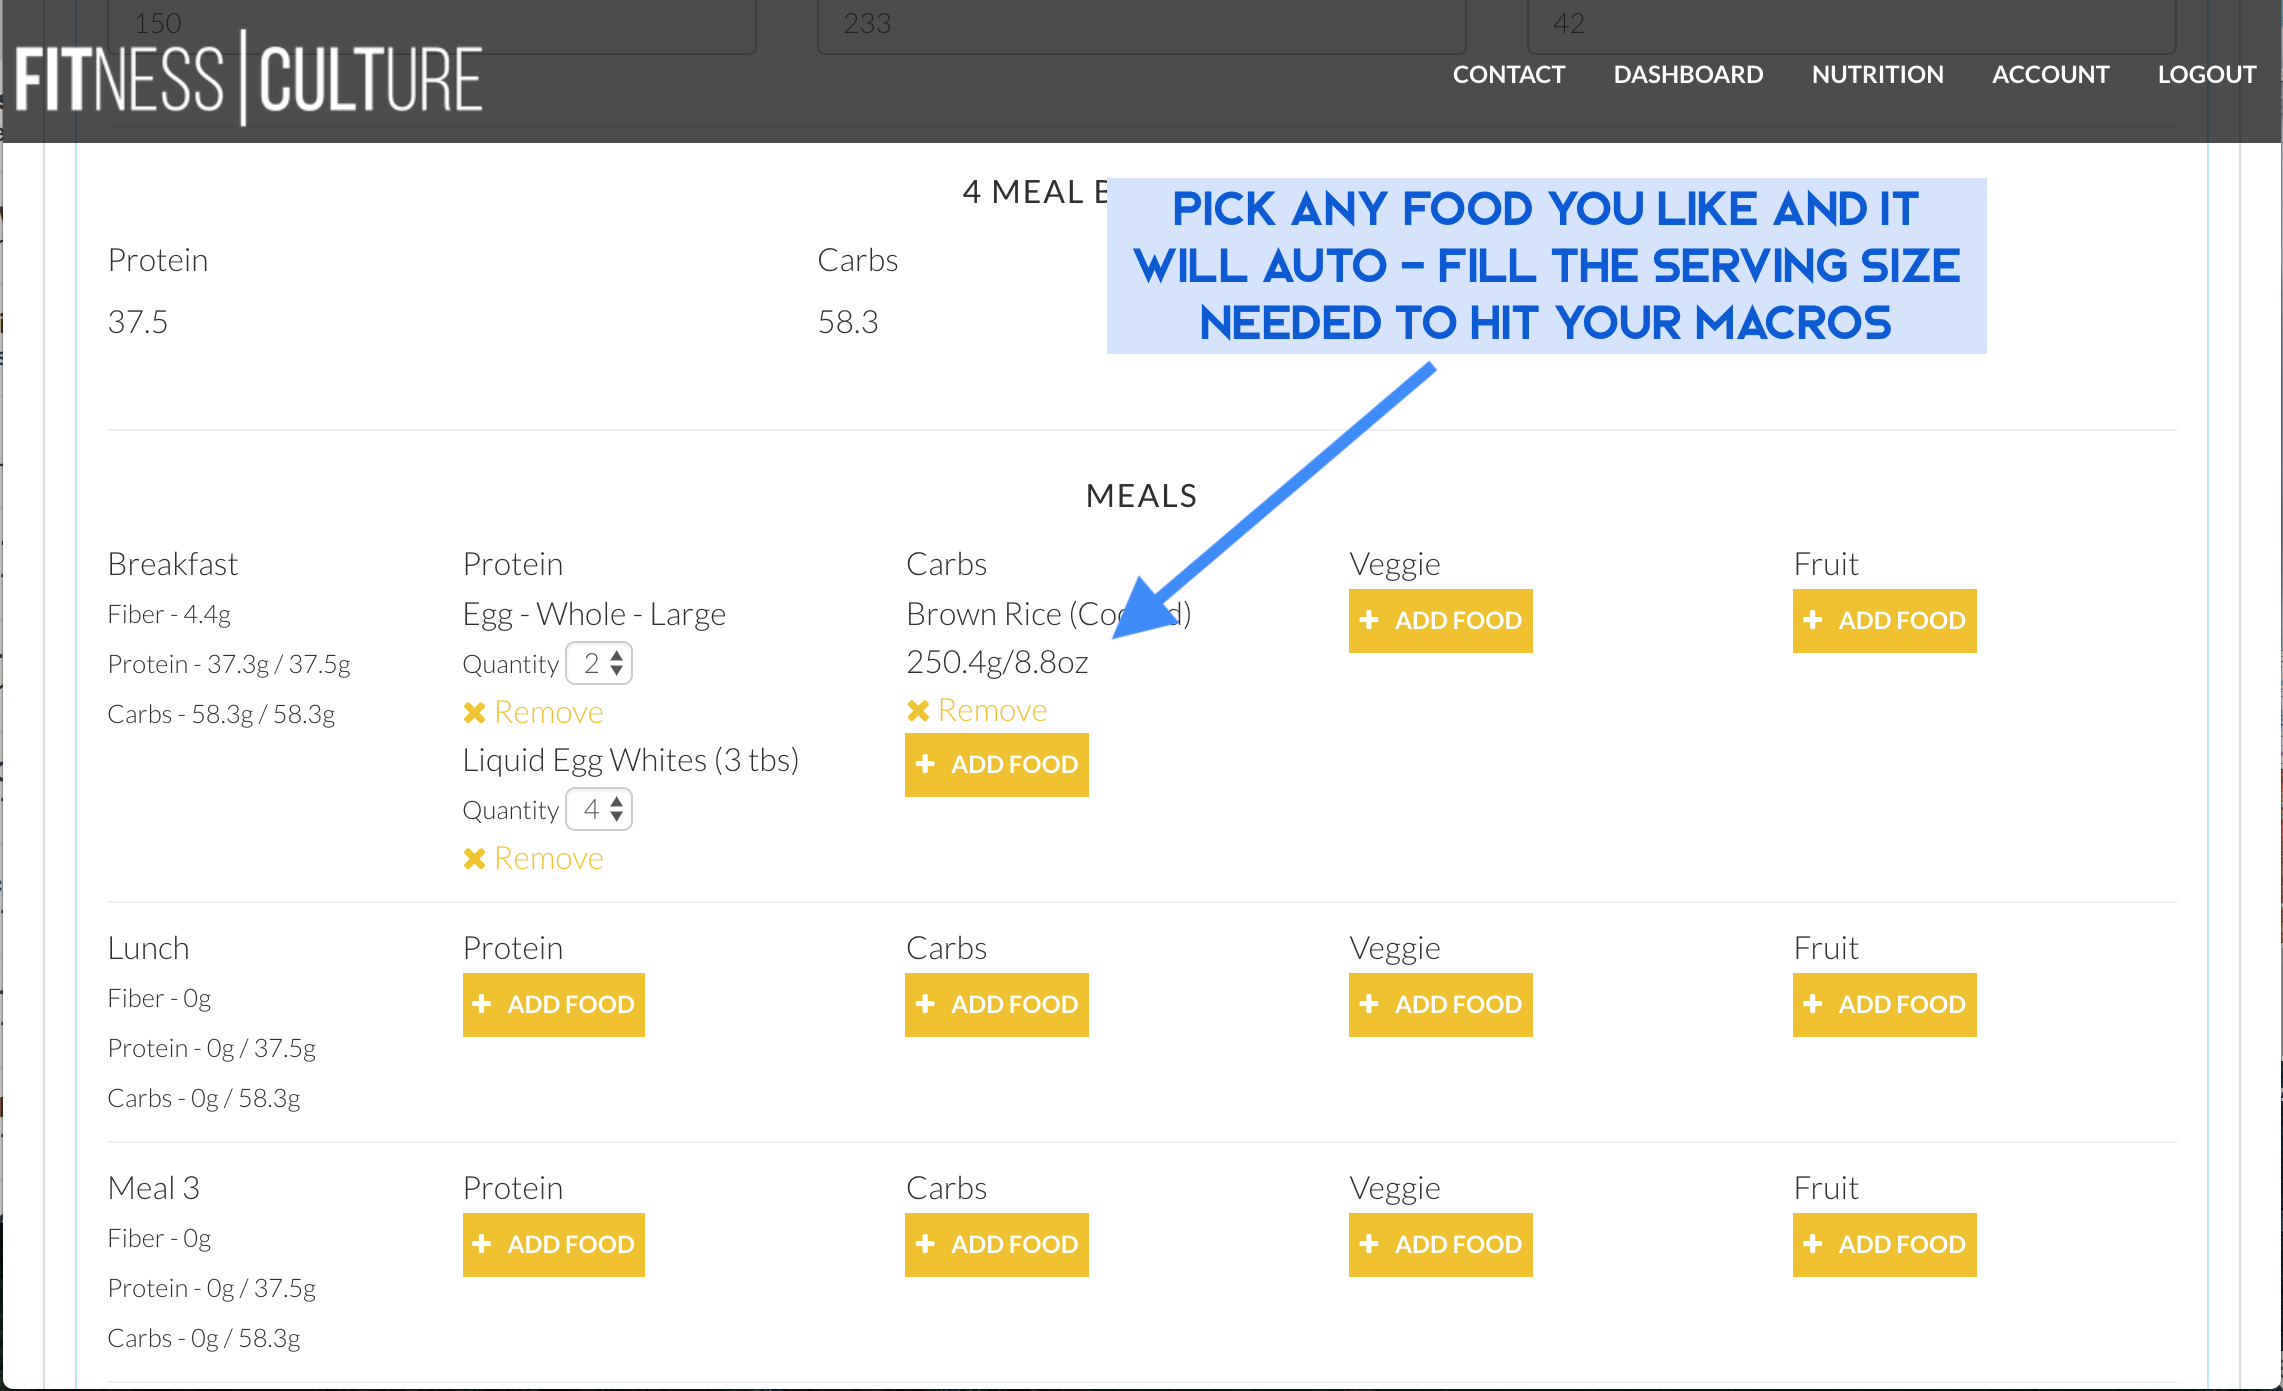 150 233 42
FITNESS|CULTURE CONTACT DASHBOARD NUTRITION ACCOUNT LOGOUT
4 MEAL
PICK ANY FOOD YOU LIKE AND IT
WILL AUTO - FILL THE SERVING SIZE
NEEDED TO HIT YOUR MACROS
Protein Carbs
37.5 58.3
MEALS
Breakfast Protein Carbs Veggie Fruit
Fiber - 4.4g Egg - Whole - Large Brown Rice (Cooked) + ADD FOOD + ADD FOOD
Protein - 37.3g / 37.5g Quantity 2 250.4g/8.8oz
Carbs - 58.3g / 58.3g Remove Remove
Liquid Egg Whites (3 tbs) + ADD FOOD
Quantity 4
Remove
Lunch Protein Carbs Veggie Fruit
Fiber - 0g + ADD FOOD + ADD FOOD + ADD FOOD + ADD FOOD
Protein - 0g / 37.5g
Carbs - 0g / 58.3g
Meal 3 Protein Carbs Veggie Fruit
Fiber - 0g + ADD FOOD + ADD FOOD + ADD FOOD + ADD FOOD
Protein - 0g / 37.5g
Carbs - 0g / 58.3g